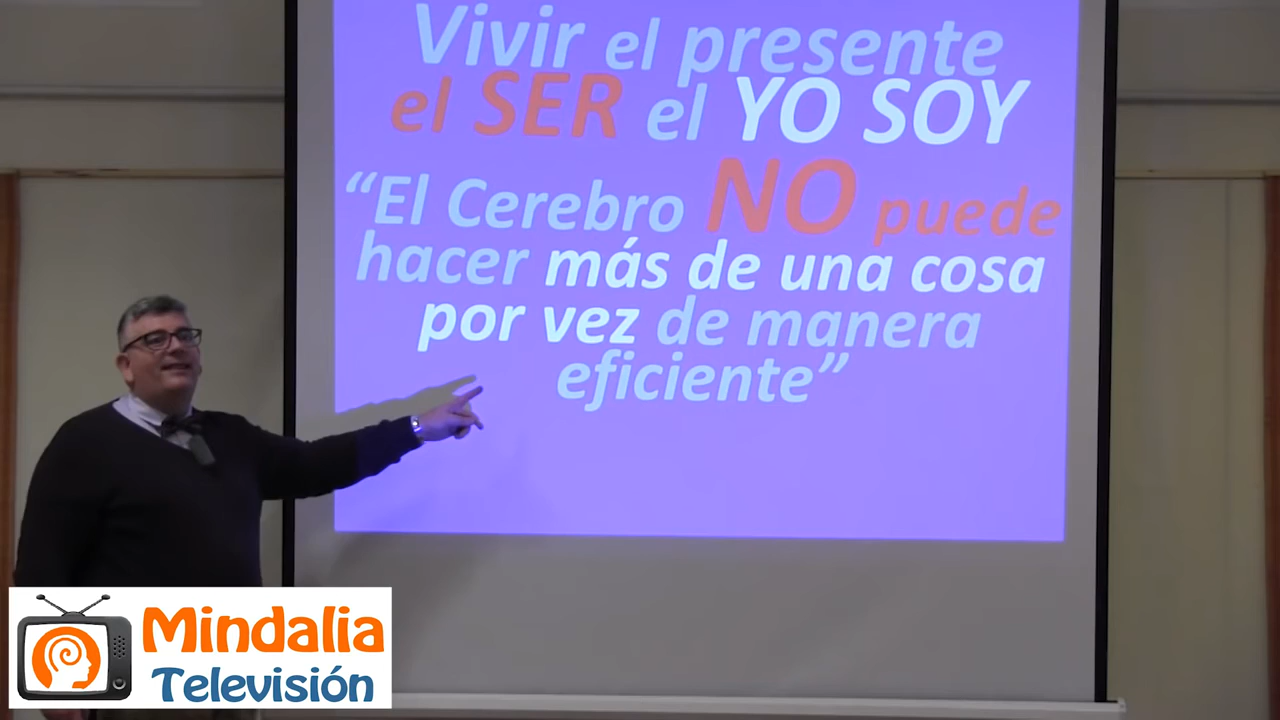 Vivir el presente
el SER el YO SOY
“El Cerebro NO puede
hacer más de una cosa
por vez de manera
eficiente”
Mindalia
Televisión